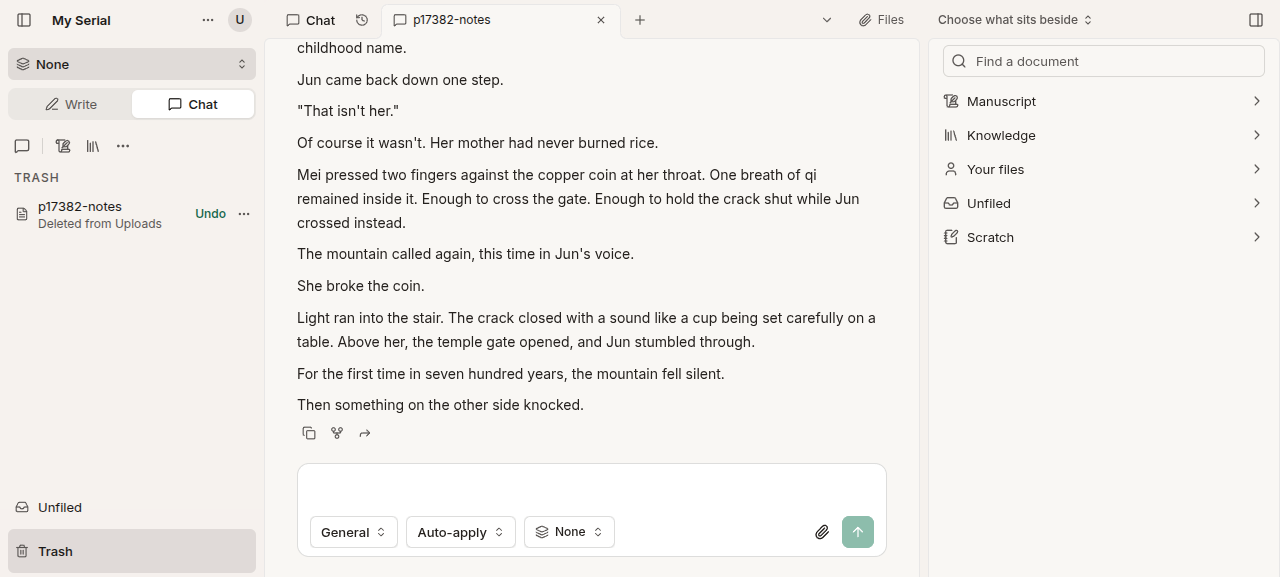 My Serial
U
Chat
p17382-notes
Files
Choose what sits beside
None
Write
Chat
TRASH
p17382-notes
Deleted from Uploads
Undo
Unfiled
Trash
childhood name.
Jun came back down one step.
"That isn't her."
Of course it wasn't. Her mother had never burned rice.
Mei pressed two fingers against the copper coin at her throat. One breath of qi
remained inside it. Enough to cross the gate. Enough to hold the crack shut while Jun
crossed instead.
The mountain called again, this time in Jun's voice.
She broke the coin.
Light ran into the stair. The crack closed with a sound like a cup being set carefully on a
table. Above her, the temple gate opened, and Jun stumbled through.
For the first time in seven hundred years, the mountain fell silent.
Then something on the other side knocked.
General
Auto-apply
None
Find a document
Manuscript
Knowledge
Your files
Unfiled
Scratch